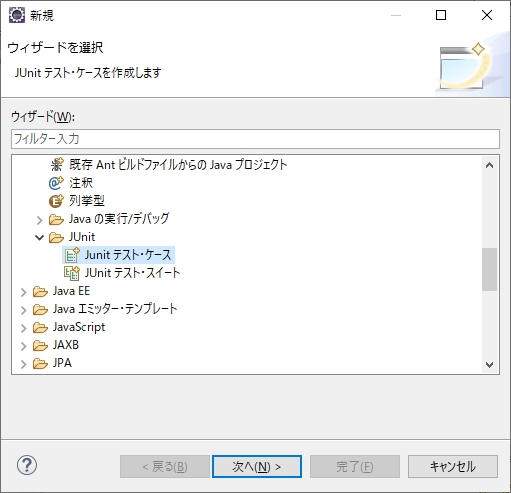 新規
ウィザードを選択
JUnit テスト・ケースを作成します
ウィザード(W):
フィルター入力
既存 Ant ビルドファイルからの Java プロジェクト
注釈
列挙型
Java の実行/デバッグ
JUnit
Junit テスト・ケース
JUnit テスト・スイート
Java EE
Java エミッター・テンプレート
JavaScript
JAXB
JPA
< 戻る(B)
次へ(N) >
完了(F)
キャンセル